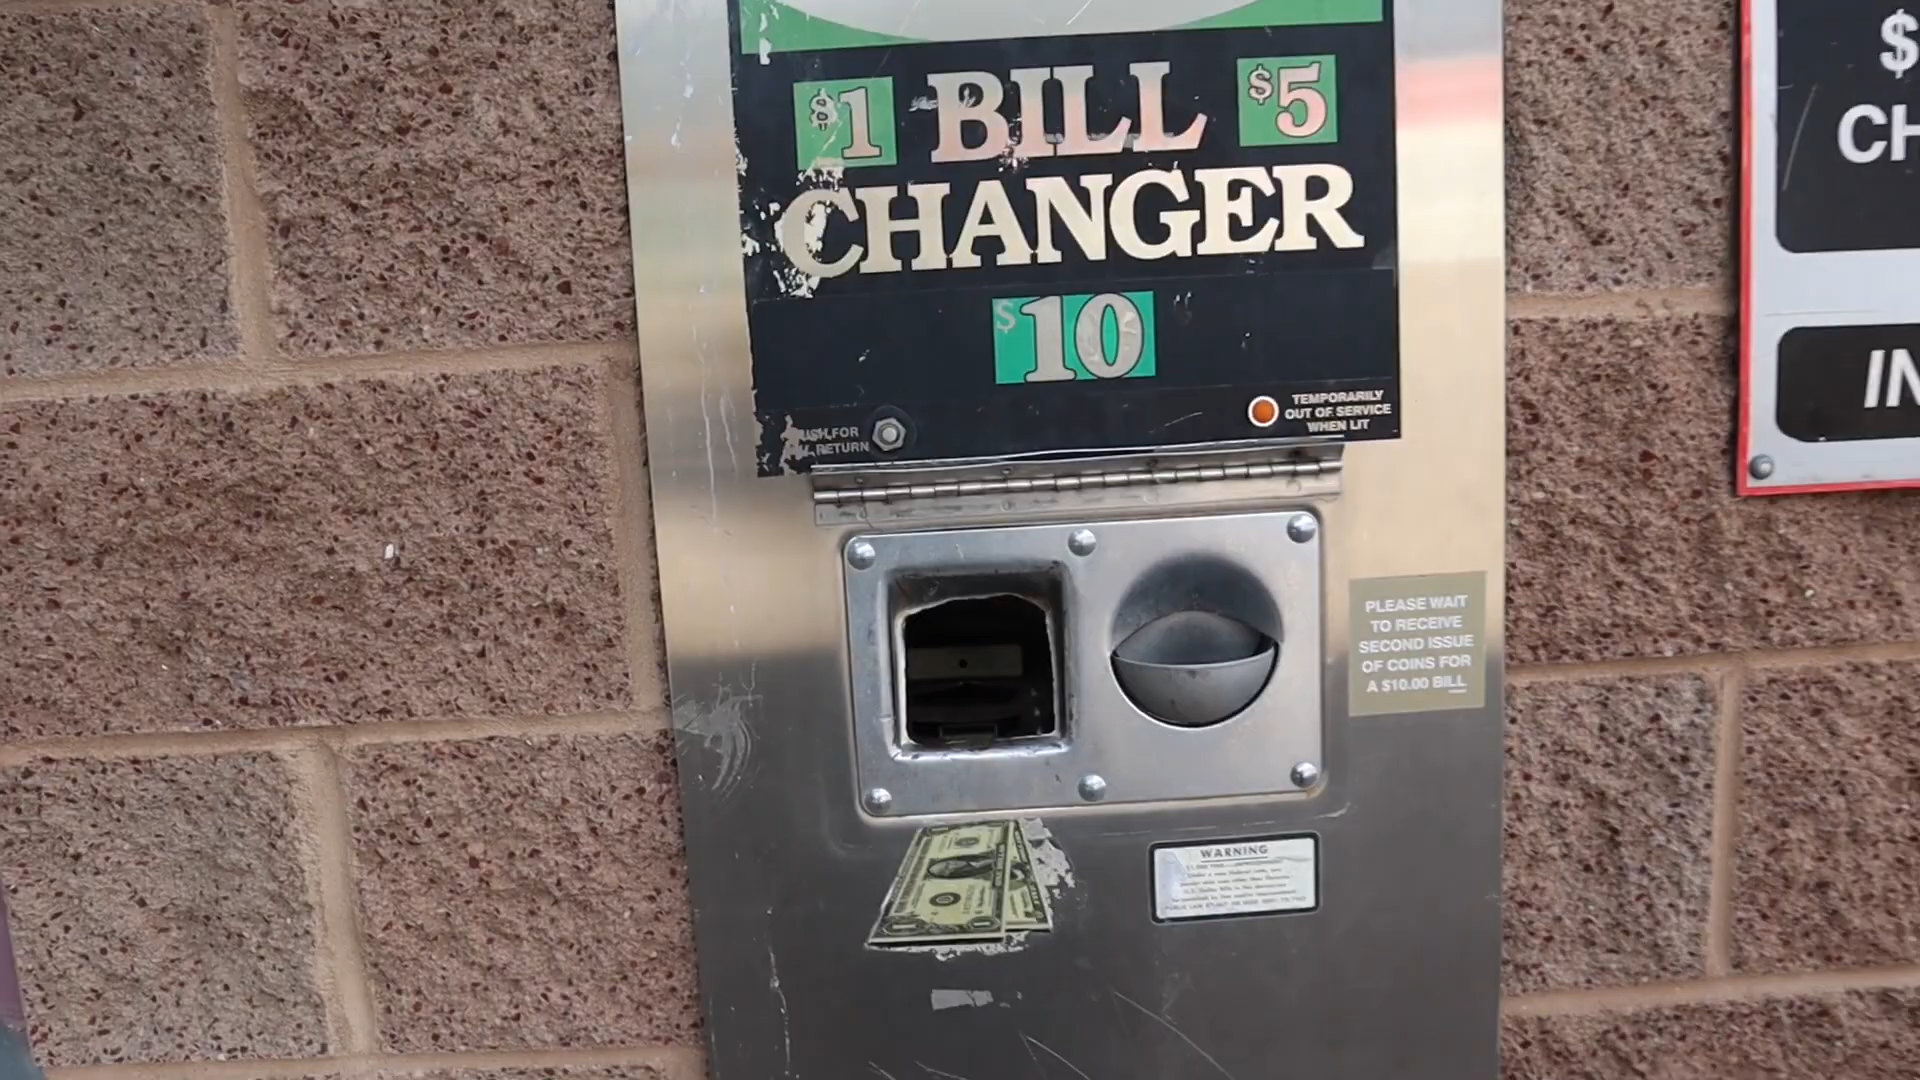 $1 BILL $5
CHANGER
$10
TEMPORARILY
OUT OF SERVICE
WHEN LIT
USH FOR
RETURN
PLEASE WAIT
TO RECEIVE
SECOND ISSUE
OF COINS FOR
A $10.00 BILL
WARNING
$
CH
IN